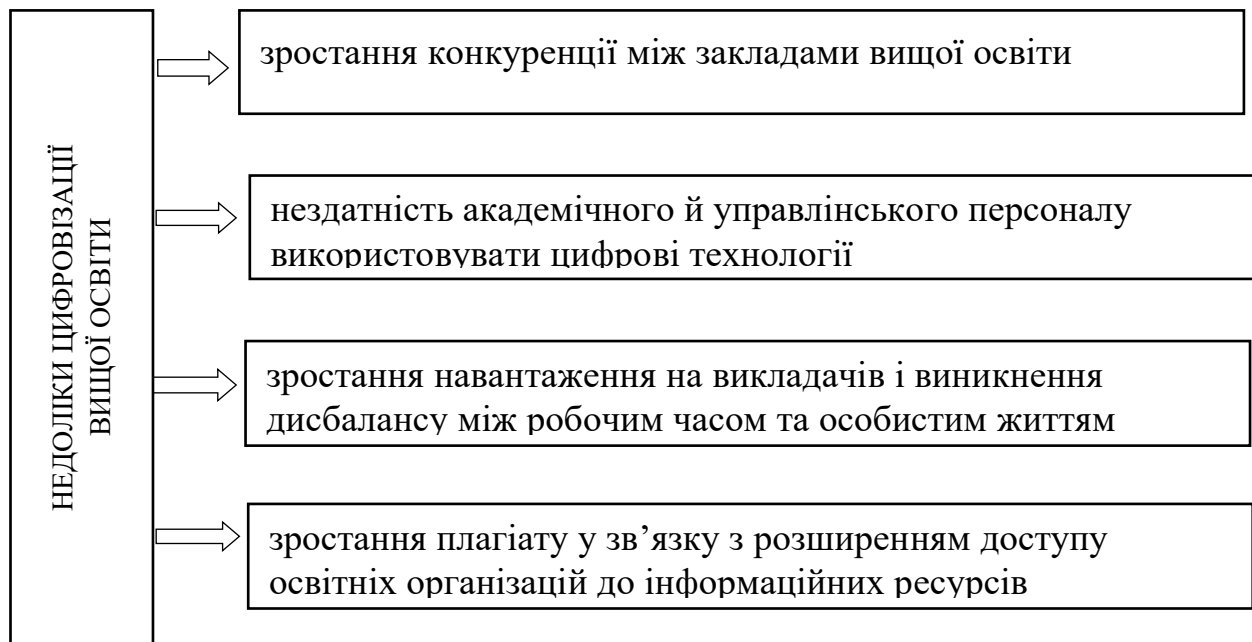 НЕДОЛІКИ ЦИФРОВІЗАЦІЇ
ВИЩОЇ ОСВІТИ
зростання конкуренції між закладами вищої освіти
нездатність академічного й управлінського персоналу
використовувати цифрові технології
зростання навантаження на викладачів і виникнення
дисбалансу між робочим часом та особистим життям
зростання плагіату у зв’язку з розширенням доступу
освітніх організацій до інформаційних ресурсів